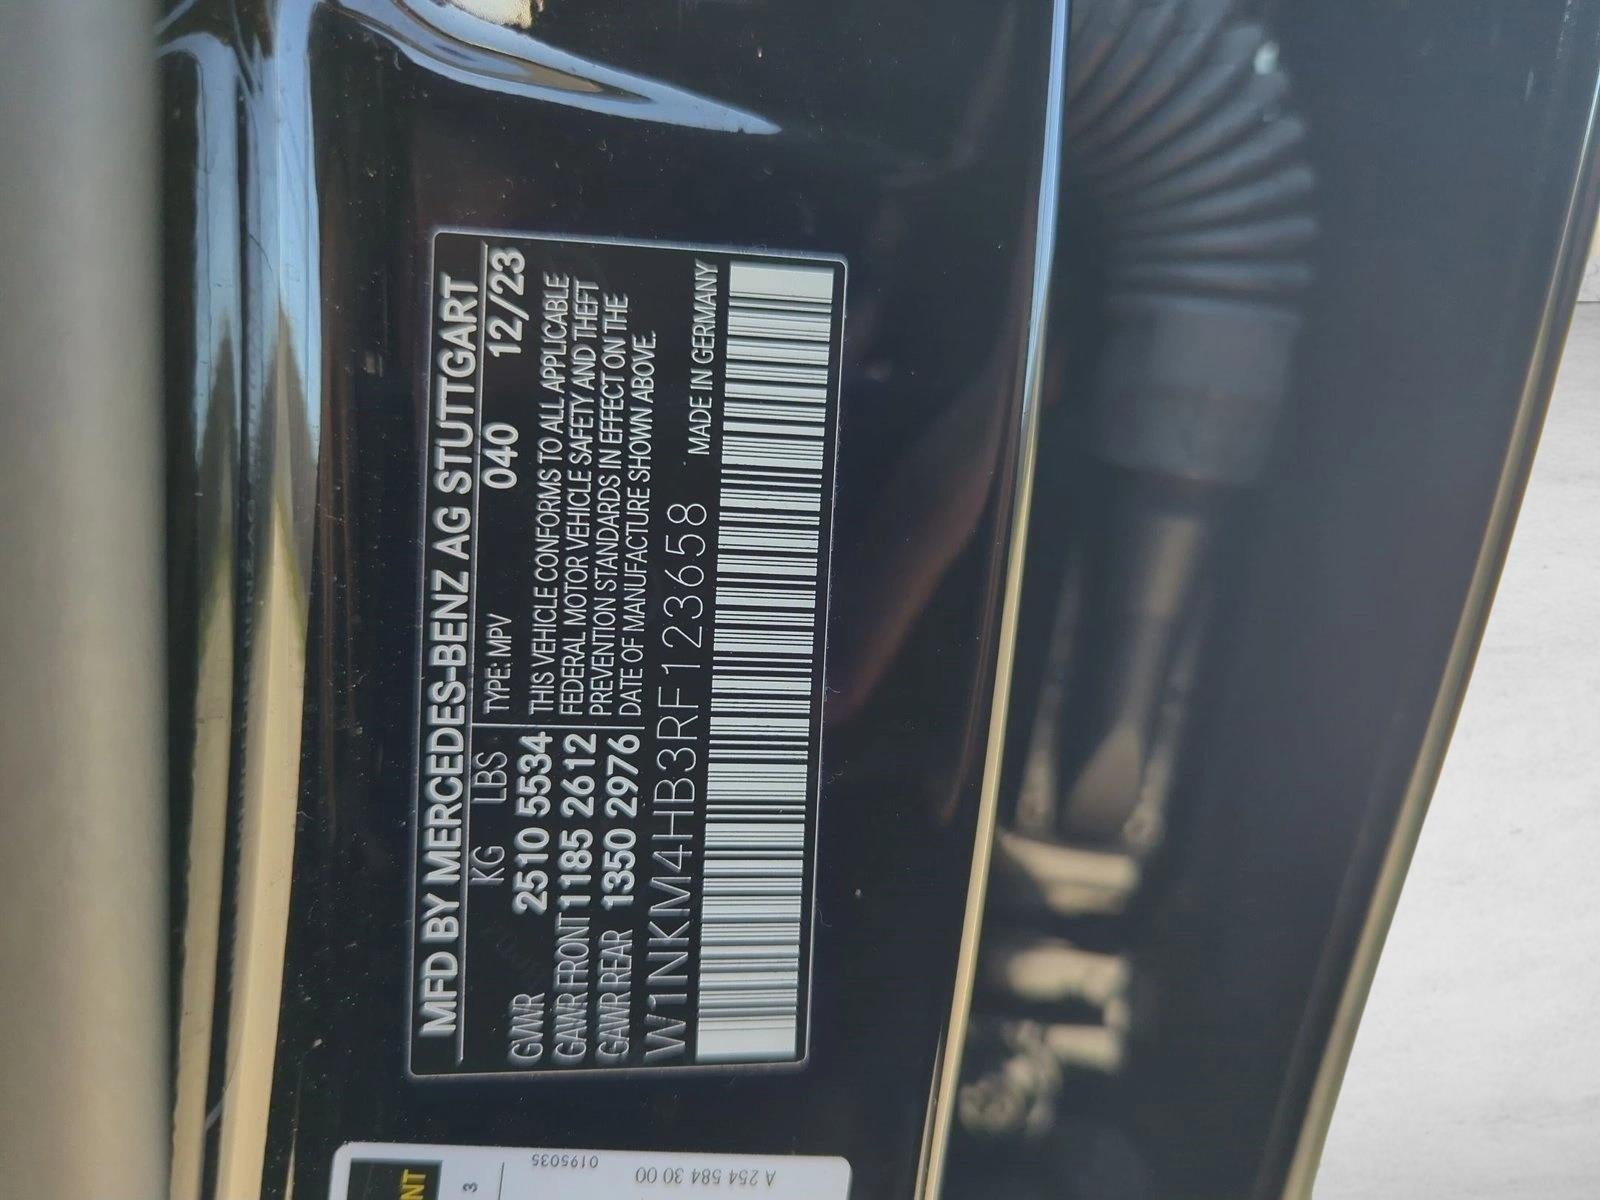 MFD BY MERCEDES-BENZ AG STUTTGART
KG LBS TYPE: MPV 040 12/23
GVWR 2510 5534 THIS VEHICLE CONFORMS TO ALL APPLICABLE
GAWR FRONT 1185 2612 FEDERAL MOTOR VEHICLE SAFETY AND THEFT
GAWR REAR 1350 2976 PREVENTION STANDARDS IN EFFECT ON THE
DATE OF MANUFACTURE SHOWN ABOVE.
W1NKM4HB3RF123658 MADE IN GERMANY
NT
3
0195035
A 254 584 30 00